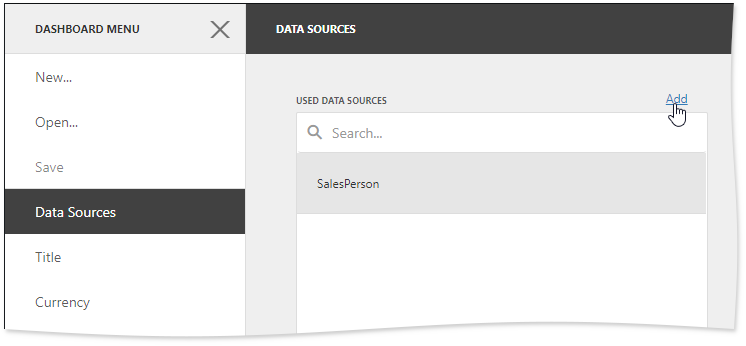 DASHBOARD MENU
New...
Open...
Save
Data Sources
Title
Currency
DATA SOURCES
USED DATA SOURCES
Add
Search...
SalesPerson